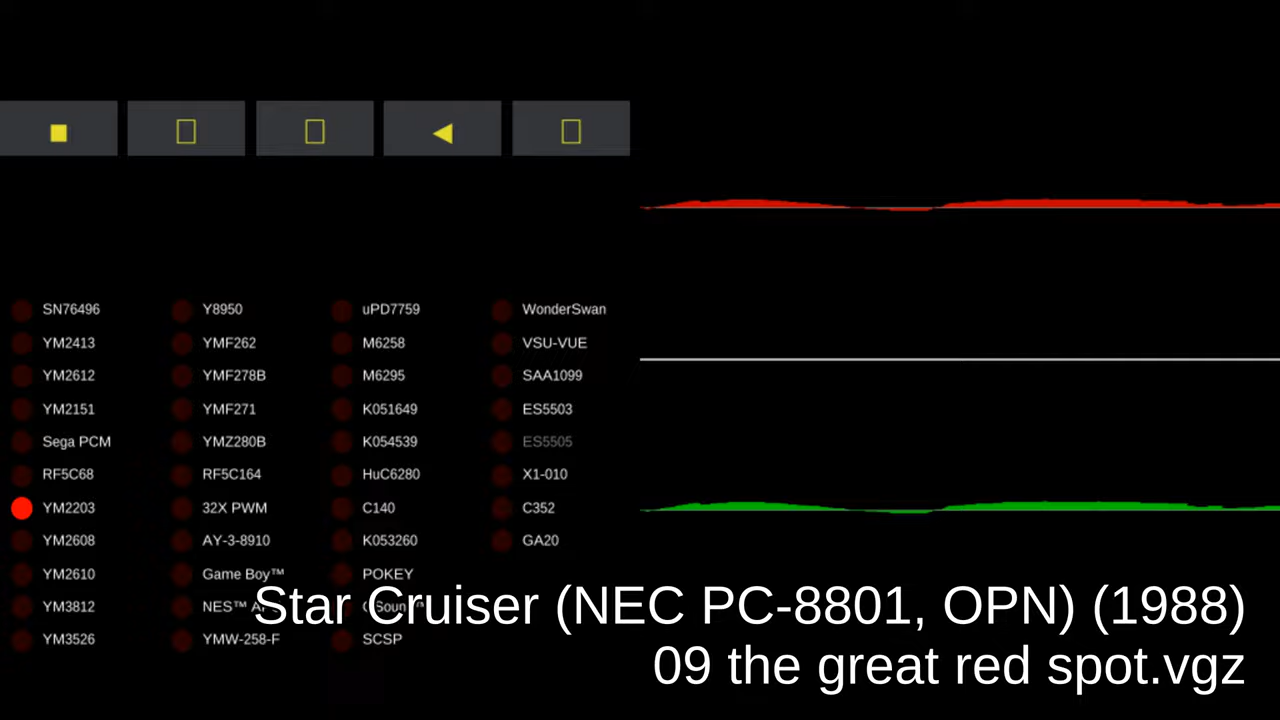 SN76496 Y8950 uPD7759 WonderSwan
YM2413 YMF262 M6258 VSU-VUE
YM2612 YMF278B M6295 SAA1099
YM2151 YMF271 K051649 ES5503
Sega PCM YMZ280B K054539 ES5505
RF5C68 RF5C164 HuC6280 X1-010
YM2203 32X PWM C140 C352
YM2608 AY-3-8910 K053260 GA20
YM2610 Game Boy™ POKEY
YM3812 NES™
YM3526 YMW-258-F SCSP
Star Cruiser (NEC PC-8801, OPN) (1988)
09 the great red spot.vgz